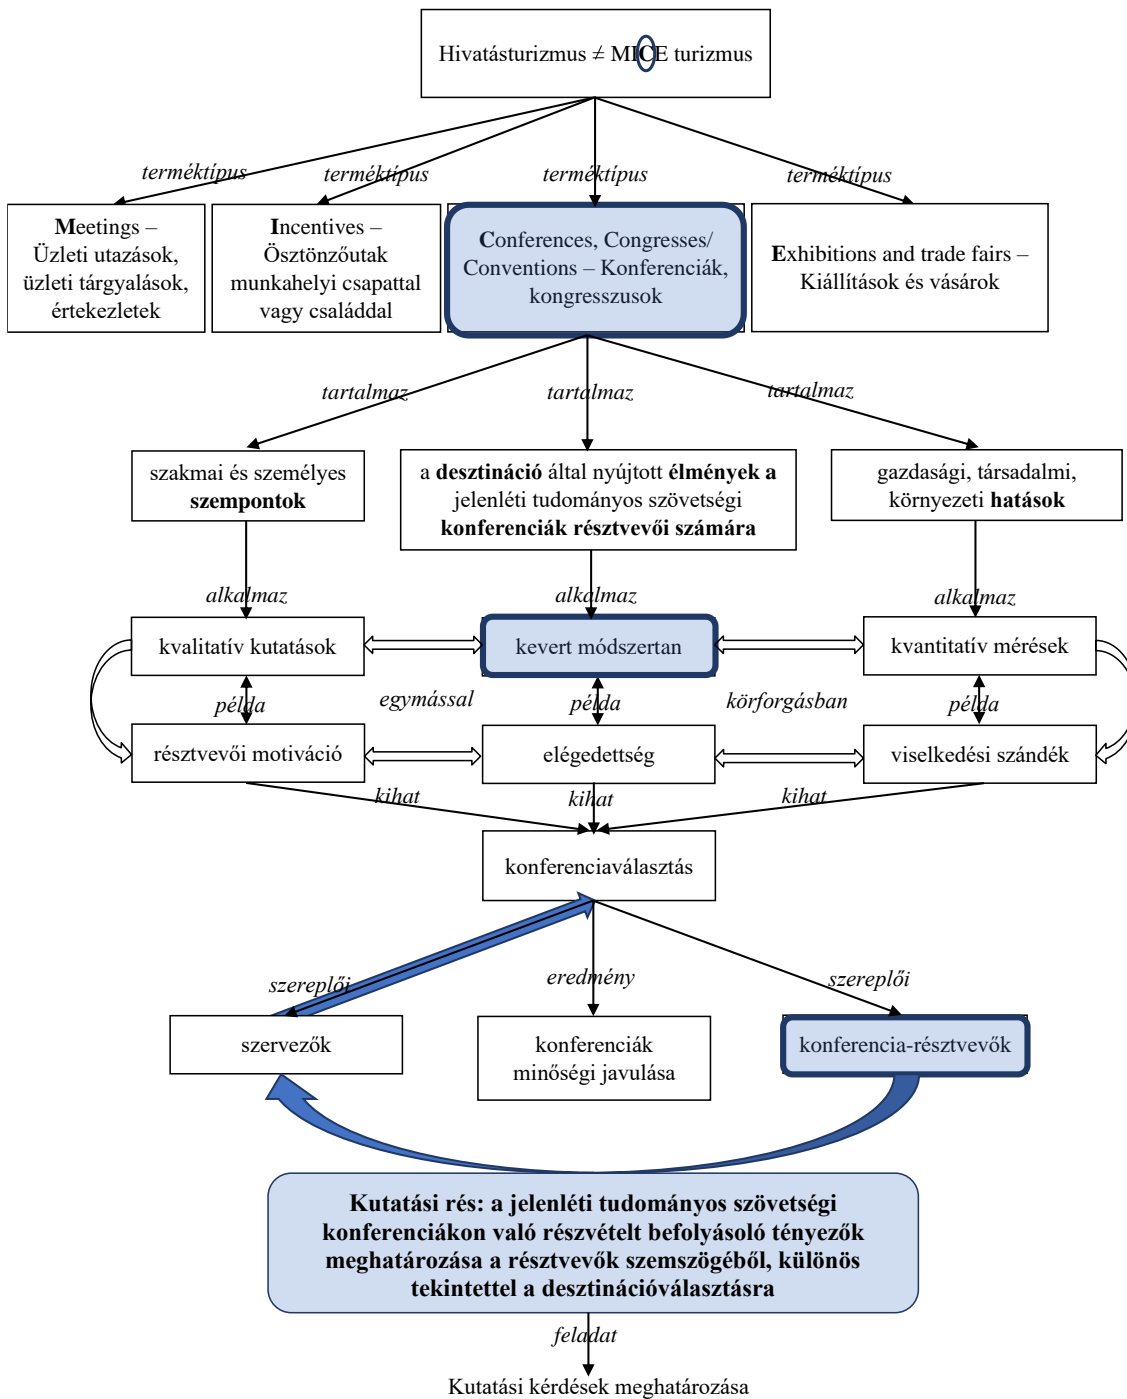 Hivatásturizmus ≠ MICE turizmus
terméktípus
terméktípus
terméktípus
terméktípus
Meetings –
Üzleti utazások,
üzleti tárgyalások,
értekezletek
Incentives –
Ösztönzőutak
munkahelyi csapattal
vagy családdal
Conferences, Congresses/
Conventions – Konferenciák,
kongresszusok
Exhibitions and trade fairs –
Kiállítások és vásárok
tartalmaz
tartalmaz
tartalmaz
szakmai és személyes
szempontok
a desztináció által nyújtott élmények a
jelenléti tudományos szövetségi
konferenciák résztvevői számára
gazdasági, társadalmi,
környezeti hatások
alkalmaz
alkalmaz
alkalmaz
kvalitatív kutatások
kevert módszertan
kvantitatív mérések
példa
egymással
példa
körforgásban
példa
résztvevői motiváció
elégedettség
viselkedési szándék
kihat
kihat
kihat
konferenciaválasztás
szereplői
eredmény
szereplői
szervezők
konferenciák
minőségi javulása
konferencia-résztvevők
Kutatási rés: a jelenléti tudományos szövetségi
konferenciákon való részvételt befolyásoló tényezők
meghatározása a résztvevők szemszögéből, különös
tekintettel a desztinációválasztásra
feladat
Kutatási kérdések meghatározása